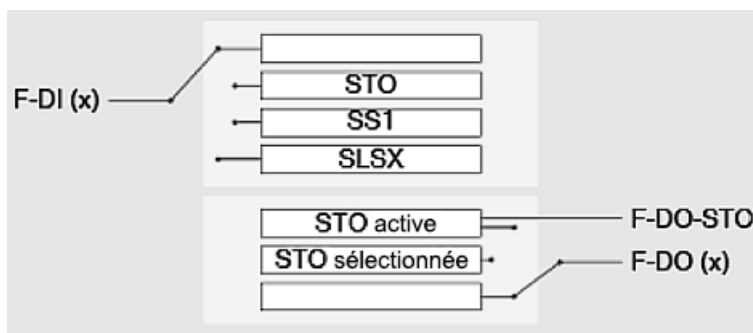 F-DI (x)
STO
SS1
SLSX
STO active
F-DO-STO
STO sélectionnée
F-DO (x)